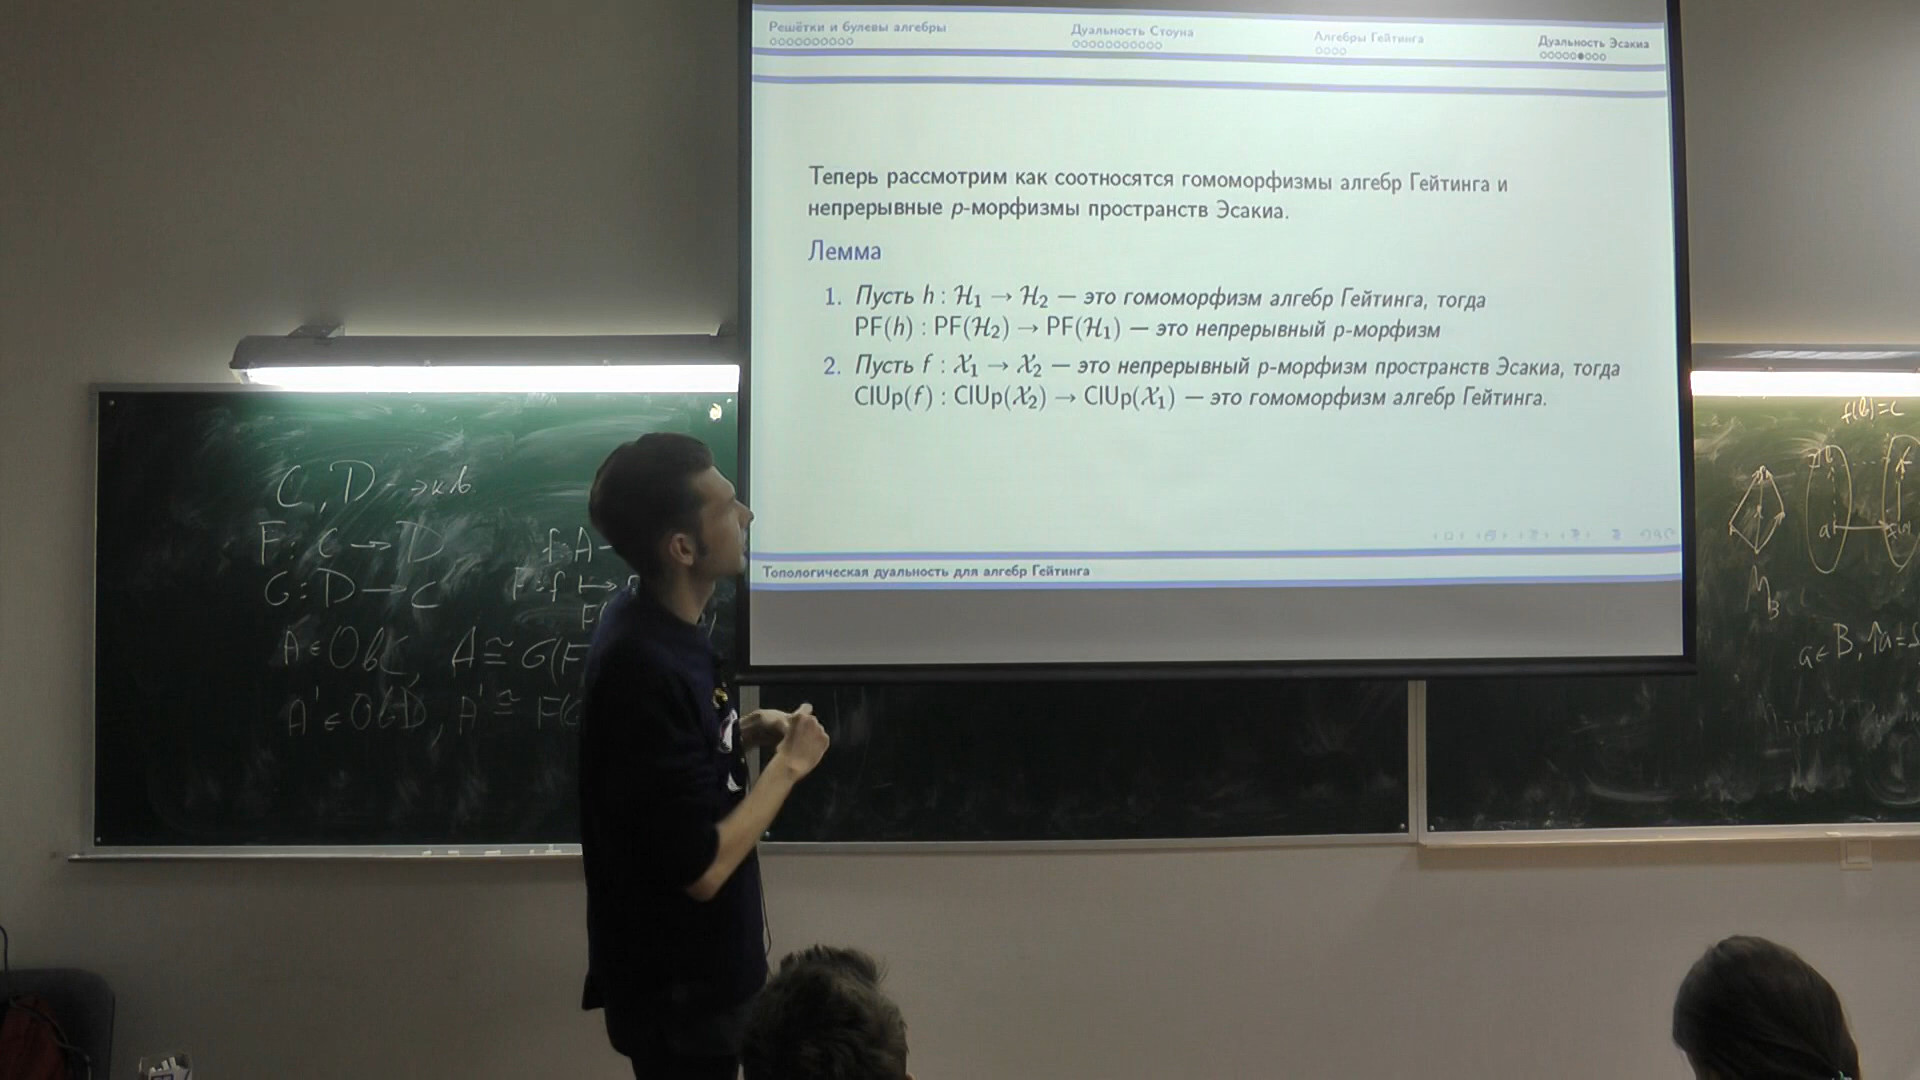 Решётки и булевы алгебры
Дуальность Стоуна
Алгебры Гейтинга
Дуальность Эсакиа
Теперь рассмотрим как соотносятся гомоморфизмы алгебр Гейтинга и
непрерывные p-морфизмы пространств Эсакиа.
Лемма
1. Пусть h : ℋ₁ → ℋ₂ — это гомоморфизм алгебр Гейтинга, тогда
PF(h) : PF(ℋ₂) → PF(ℋ₁) — это непрерывный p-морфизм
2. Пусть f : 𝒳₁ → 𝒳₂ — это непрерывный p-морфизм пространств Эсакиа, тогда
ClUp(f) : ClUp(𝒳₂) → ClUp(𝒳₁) — это гомоморфизм алгебр Гейтинга.
Топологическая дуальность для алгебр Гейтинга
C, D - экв.
F : C → D
f A
G : D → C
F : f ↦
A ∈ Ob C, A ≅ G(F
A' ∈ Ob D, A' ≅ F(G
f(b)=c
a
a ∈ B, ↑a =